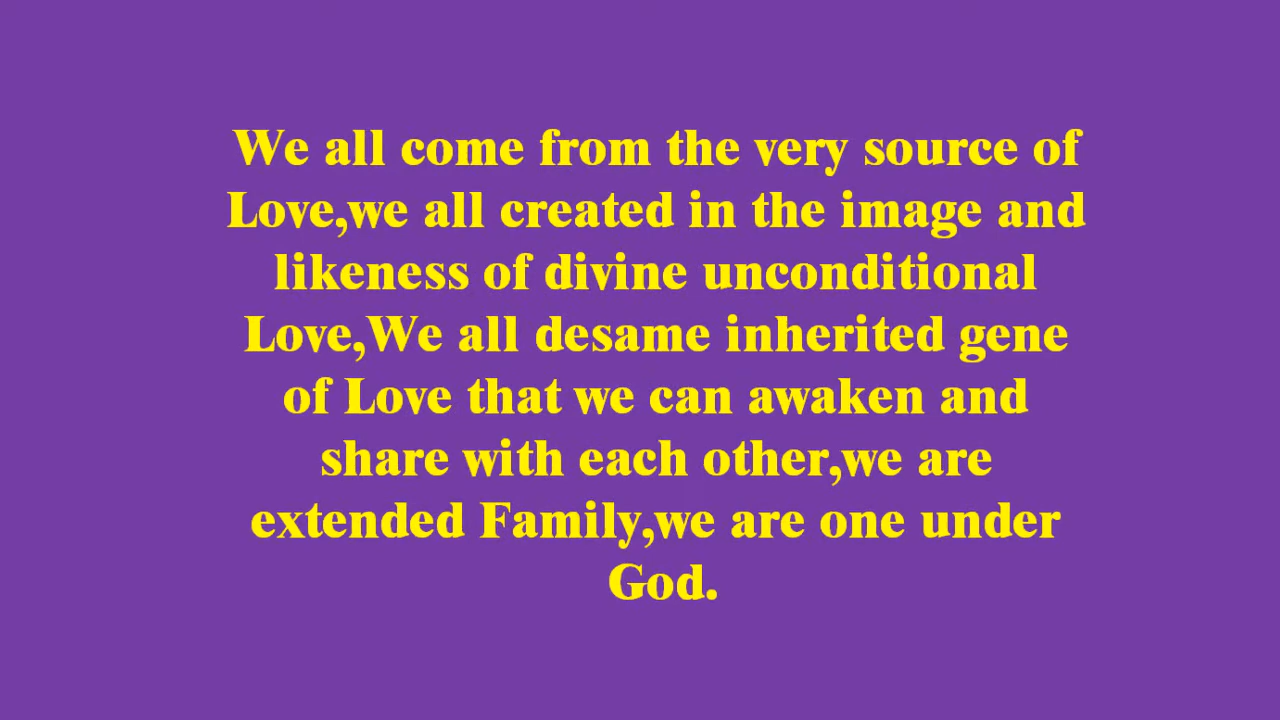 We all come from the very source of
Love,we all created in the image and
likeness of divine unconditional
Love,We all desame inherited gene
of Love that we can awaken and
share with each other,we are
extended Family,we are one under
God.